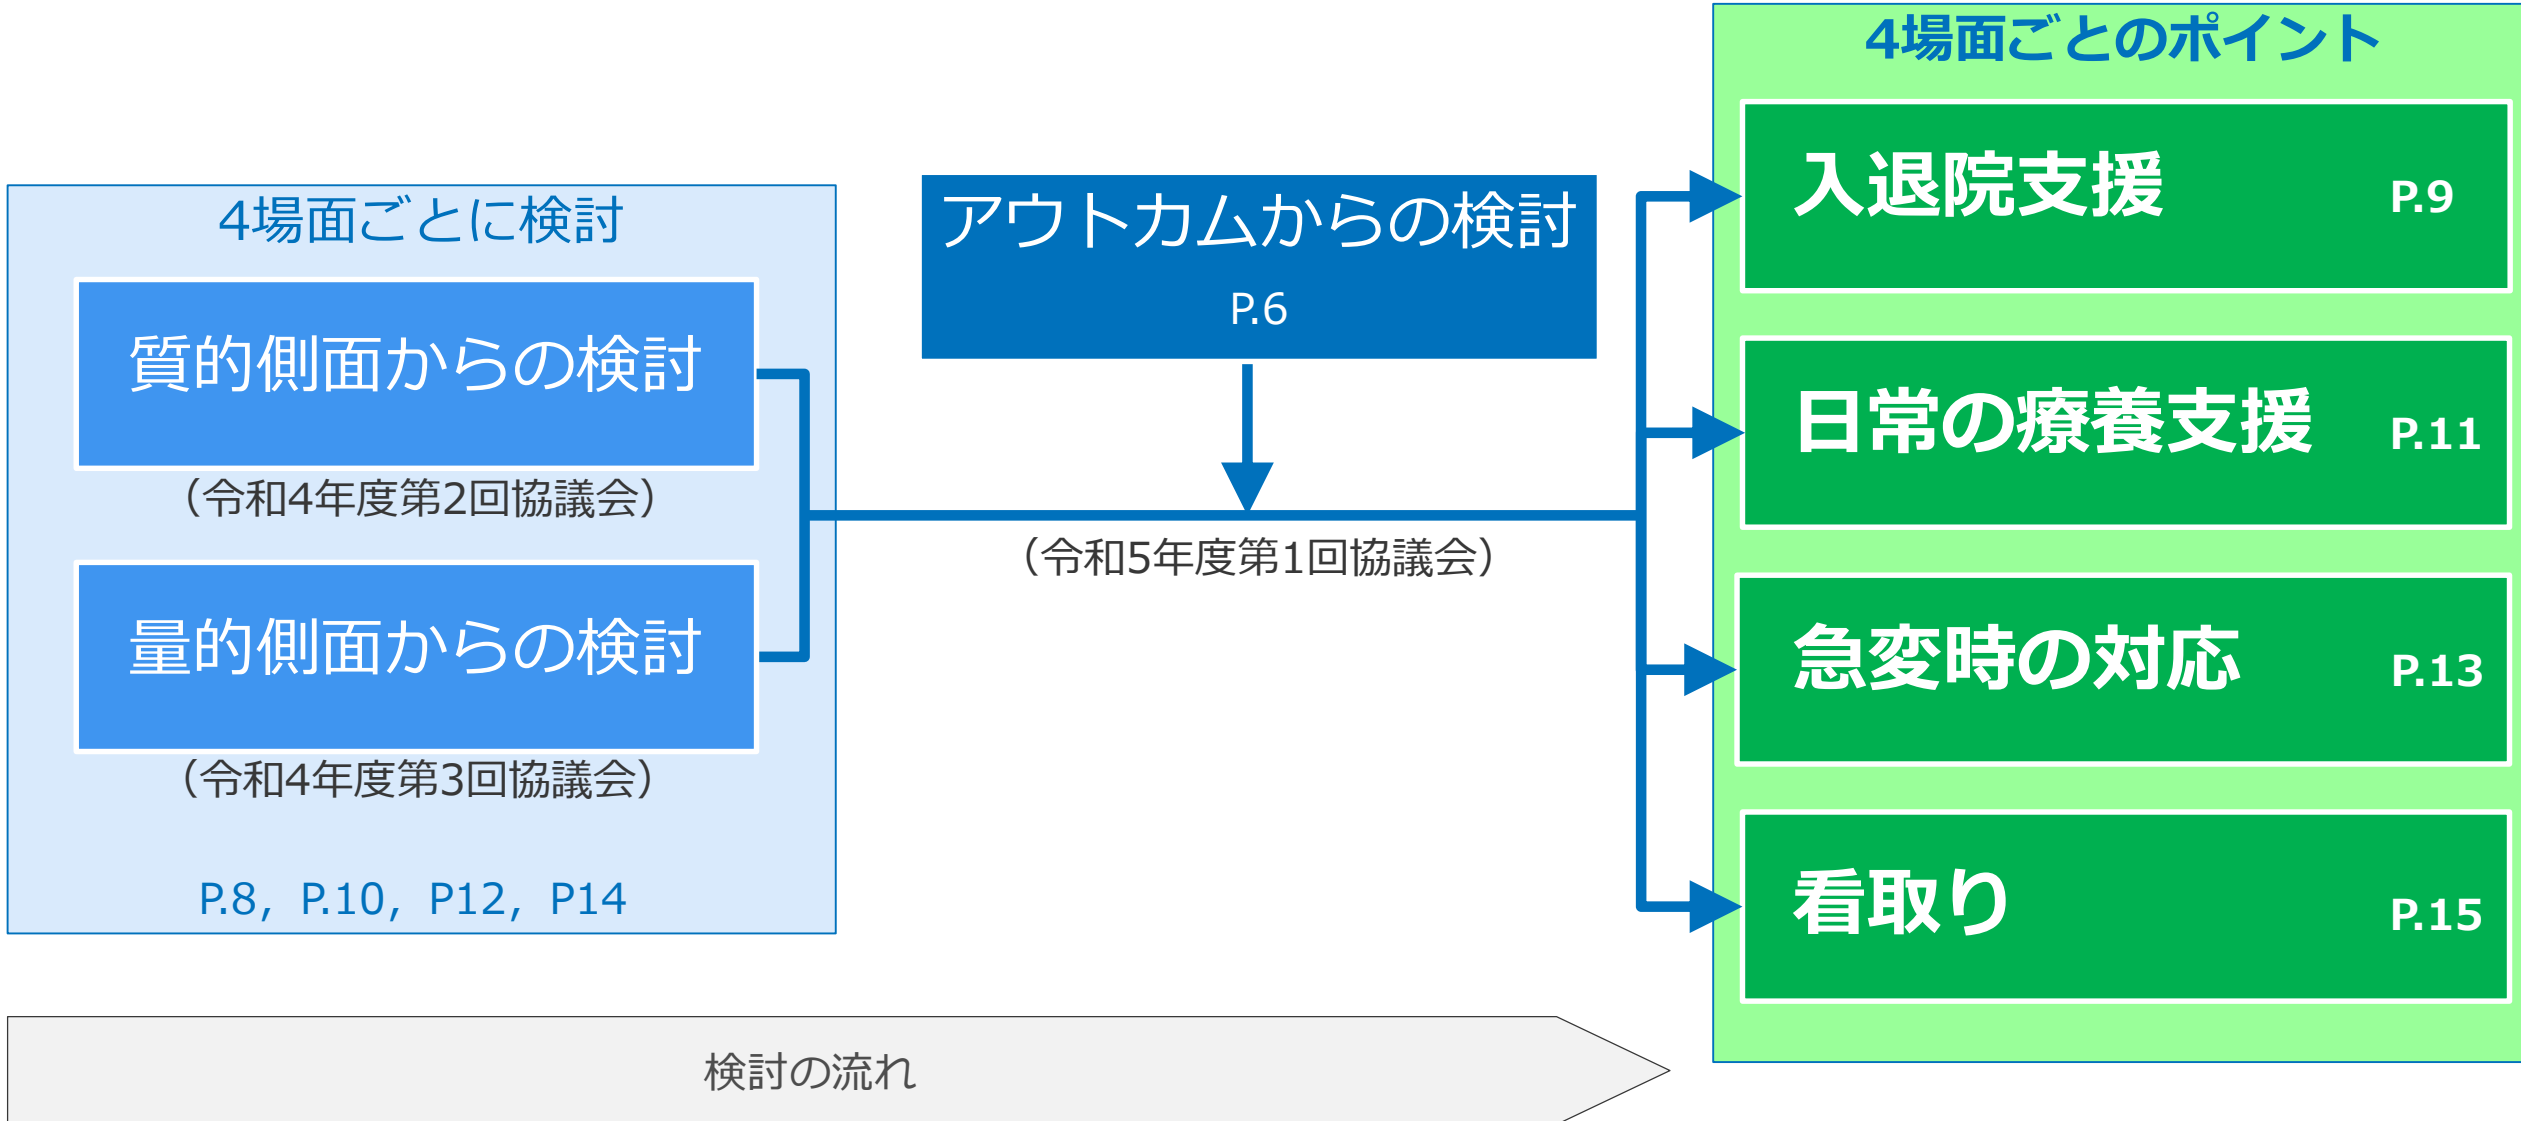 4場面ごとに検討
質的側面からの検討
（令和4年度第2回協議会）
量的側面からの検討
（令和4年度第3回協議会）
P.8，P.10，P12，P14
アウトカムからの検討
P.6
（令和5年度第1回協議会）
4場面ごとのポイント
入退院支援 P.9
日常の療養支援 P.11
急変時の対応 P.13
看取り P.15
検討の流れ